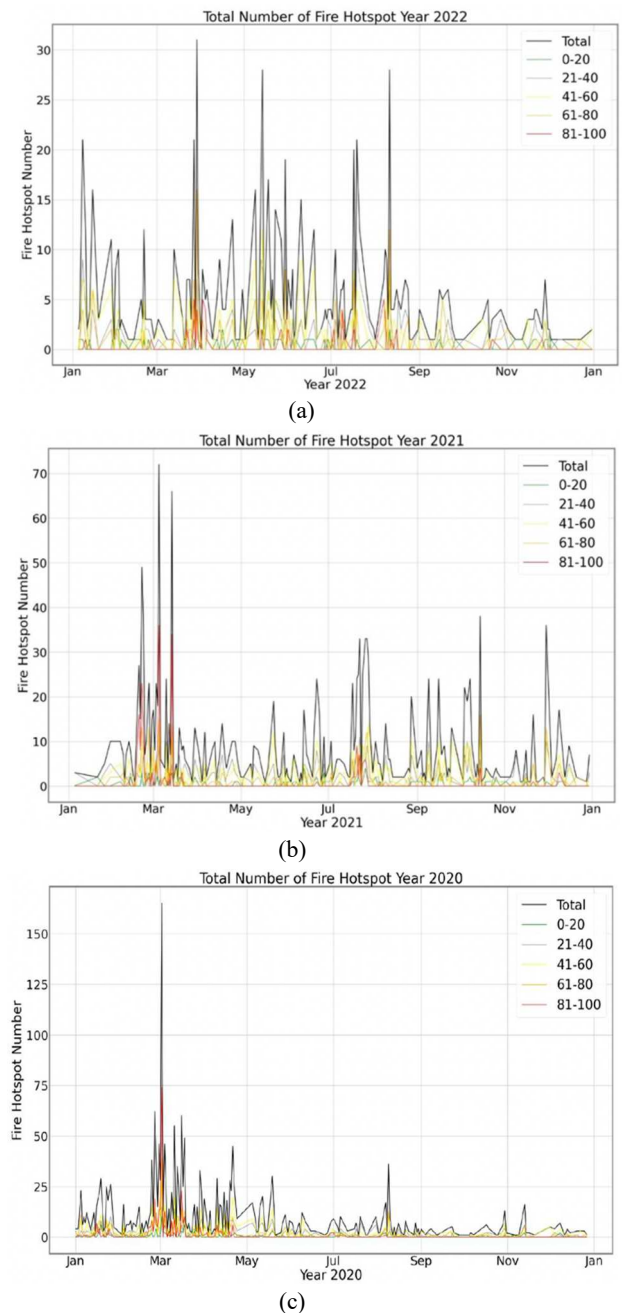 Total Number of Fire Hotspot Year 2022
Fire Hotspot Number
30
25
20
15
10
5
0
Total
0-20
21-40
41-60
61-80
81-100
Jan Mar May Jul Sep Nov Jan
Year 2022
(a)
Total Number of Fire Hotspot Year 2021
Fire Hotspot Number
70
60
50
40
30
20
10
0
Total
0-20
21-40
41-60
61-80
81-100
Jan Mar May Jul Sep Nov Jan
Year 2021
(b)
Total Number of Fire Hotspot Year 2020
Fire Hotspot Number
150
125
100
75
50
25
0
Total
0-20
21-40
41-60
61-80
81-100
Jan Mar May Jul Sep Nov Jan
Year 2020
(c)